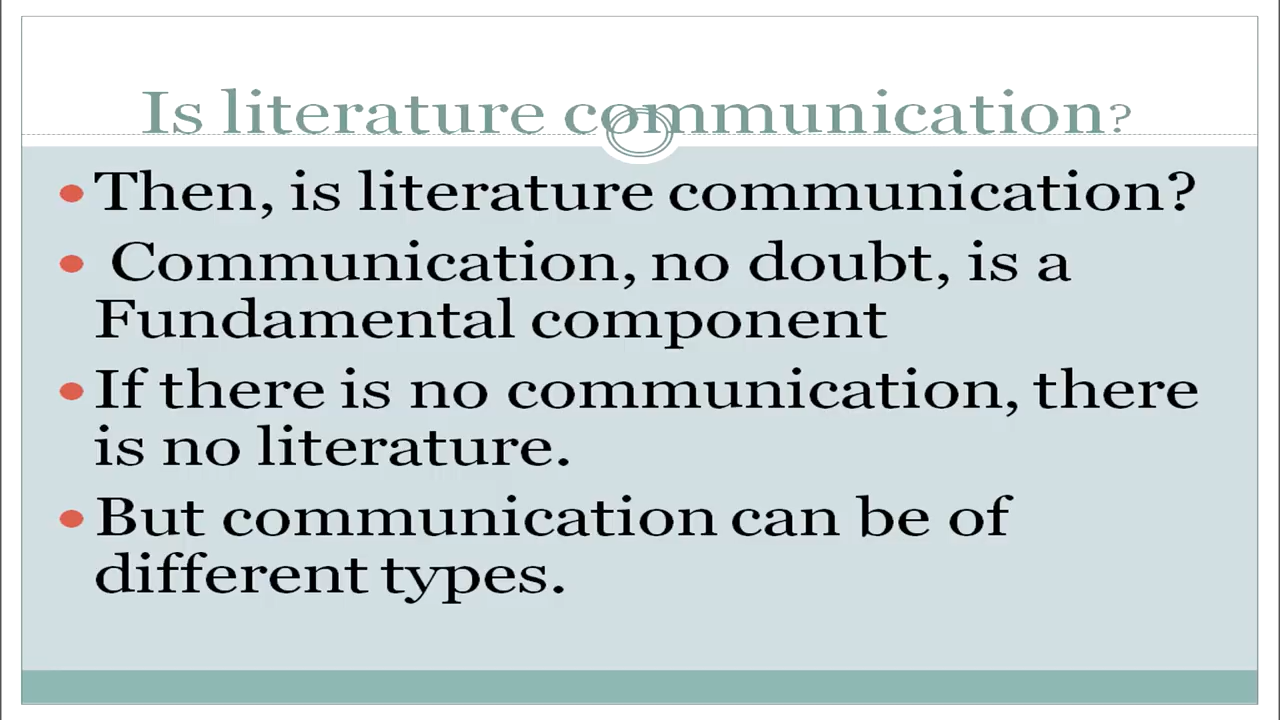 Is literature communication?
Then, is literature communication?
Communication, no doubt, is a
Fundamental component
If there is no communication, there
is no literature.
But communication can be of
different types.